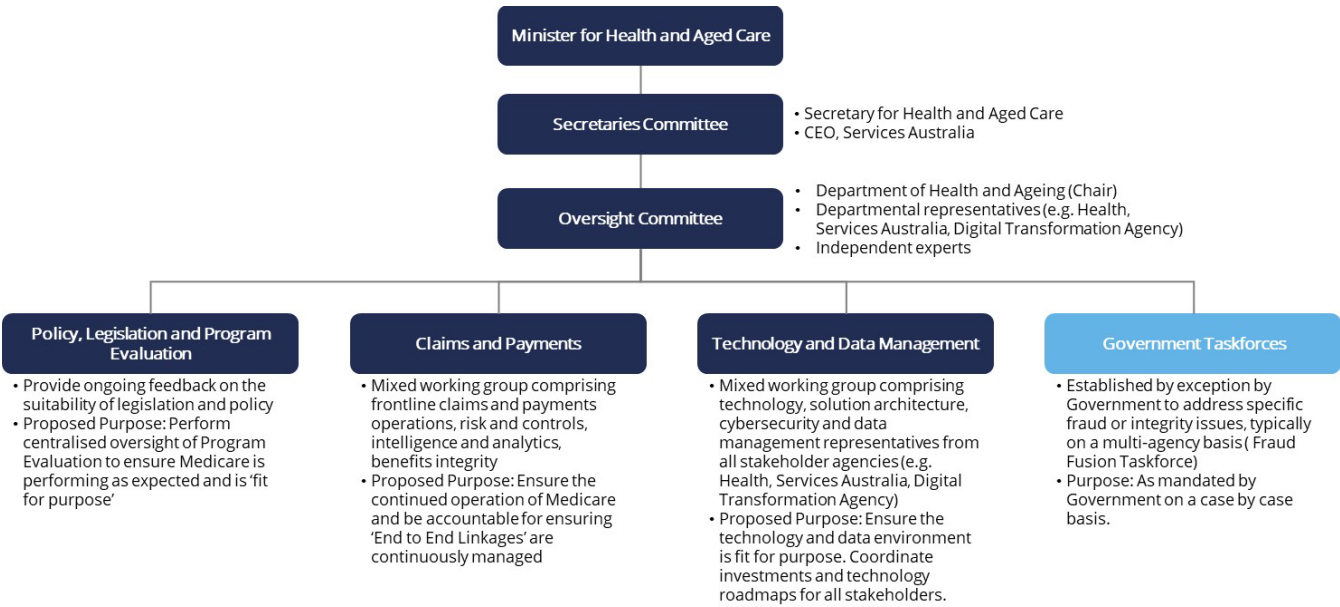 Minister for Health and Aged Care
Secretaries Committee
• Secretary for Health and Aged Care
• CEO, Services Australia
Oversight Committee
• Department of Health and Ageing (Chair)
• Departmental representatives (e.g. Health,
Services Australia, Digital Transformation Agency)
• Independent experts
Policy, Legislation and Program
Evaluation
• Provide ongoing feedback on the
suitability of legislation and policy
• Proposed Purpose: Perform
centralised oversight of Program
Evaluation to ensure Medicare is
performing as expected and is ‘fit
for purpose’
Claims and Payments
• Mixed working group comprising
frontline claims and payments
operations, risk and controls,
intelligence and analytics,
benefits integrity
• Proposed Purpose: Ensure the
continued operation of Medicare
and be accountable for ensuring
‘End to End Linkages’ are
continuously managed
Technology and Data Management
• Mixed working group comprising
technology, solution architecture,
cybersecurity and data
management representatives from
all stakeholder agencies (e.g.
Health, Services Australia, Digital
Transformation Agency)
• Proposed Purpose: Ensure the
technology and data environment
is fit for purpose. Coordinate
investments and technology
roadmaps for all stakeholders.
Government Taskforces
• Established by exception by
Government to address specific
fraud or integrity issues, typically
on a multi-agency basis ( Fraud
Fusion Taskforce)
• Purpose: As mandated by
Government on a case by case
basis.